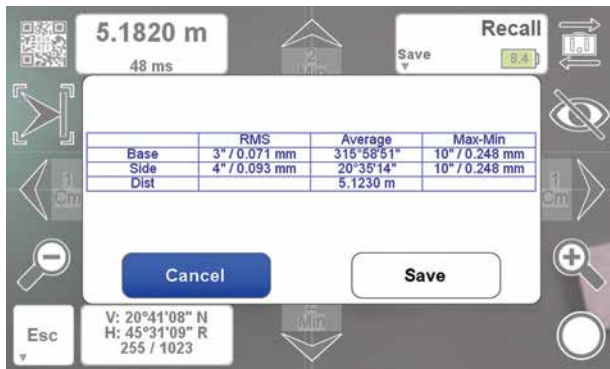 5.1820 m
48 ms
Recall
Save
8.4
2
Min
RMS Average Max-Min
Base 3" / 0.071 mm 315°58'51" 10" / 0.248 mm
Side 4" / 0.093 mm 20°35'14" 10" / 0.248 mm
Dist 5.1230 m
1
Cm
1
Cm
Cancel Save
Esc
V: 20°41'08" N
H: 45°31'09" R
255 / 1023
2
Min